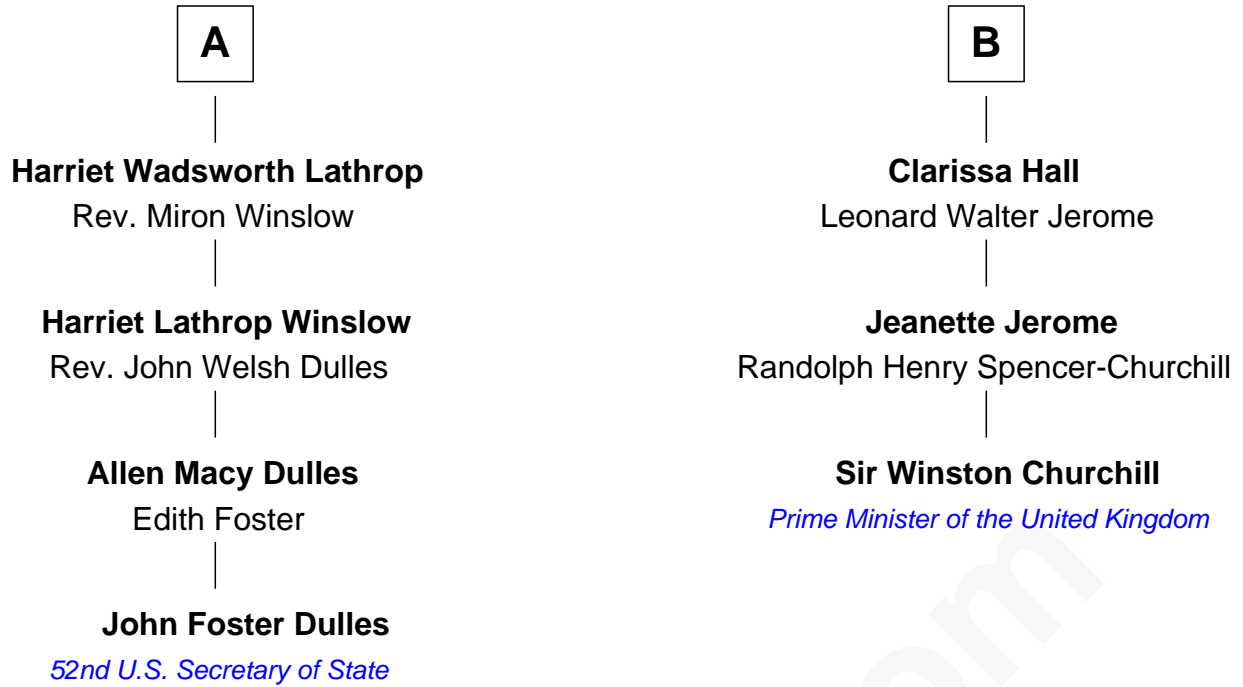 A
Harriet Wadsworth Lathrop
Rev. Miron Winslow
Harriet Lathrop Winslow
Rev. John Welsh Dulles
Allen Macy Dulles
Edith Foster
John Foster Dulles
52nd U.S. Secretary of State
B
Clarissa Hall
Leonard Walter Jerome
Jeanette Jerome
Randolph Henry Spencer-Churchill
Sir Winston Churchill
Prime Minister of the United Kingdom
om